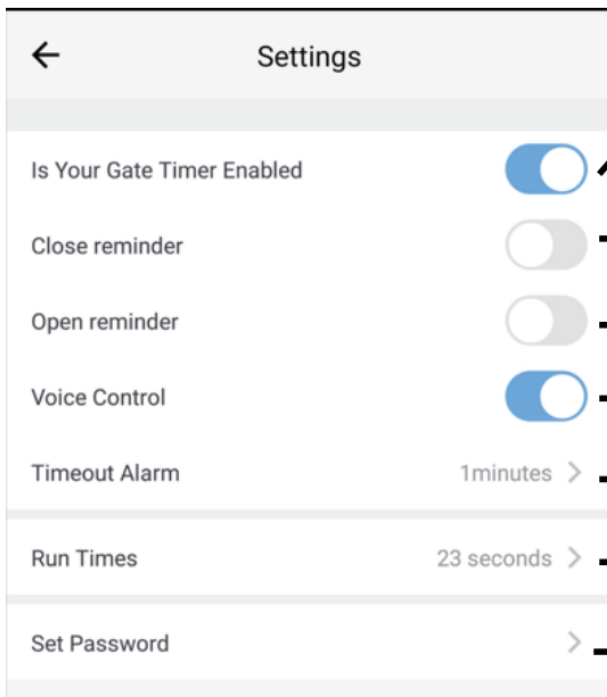 Settings
Is Your Gate Timer Enabled
Close reminder
Open reminder
Voice Control
Timeout Alarm 1minutes
Run Times 23 seconds
Set Password